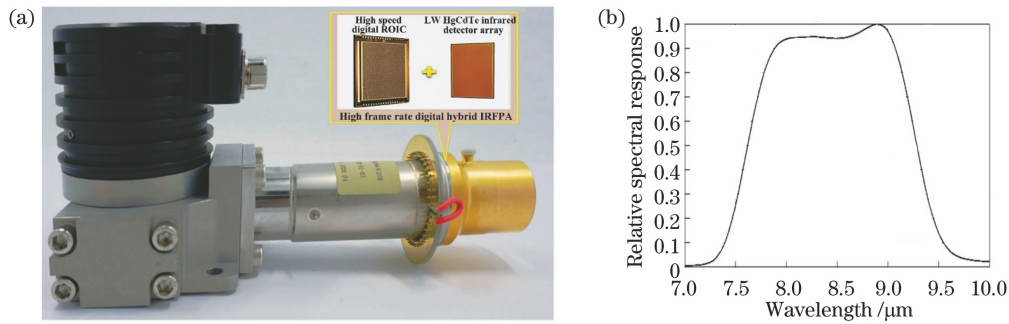 (a)
High speed
digital ROIC
LW HgCdTe infrared
detector array
High frame rate digital hybrid IRFPA
(b)
Relative spectral response
1.0
0.9
0.8
0.7
0.6
0.5
0.4
0.3
0.2
0.1
0
7.0 7.5 8.0 8.5 9.0 9.5 10.0
Wavelength /μm